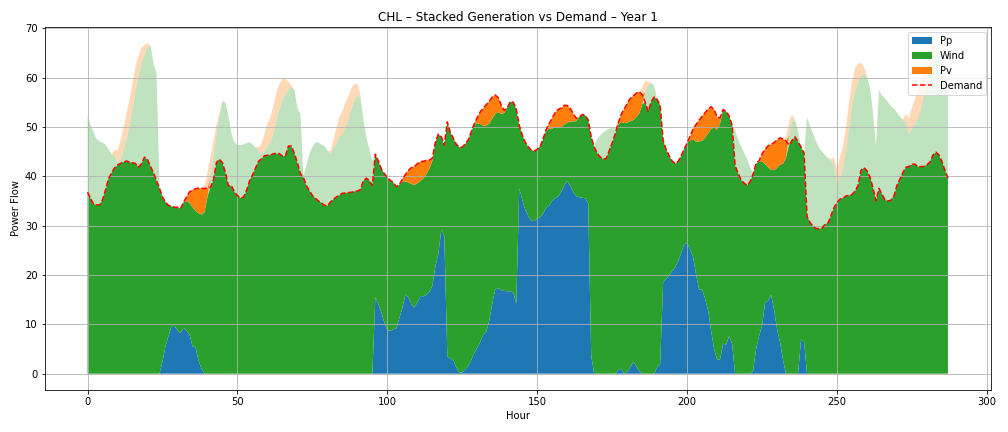 CHL – Stacked Generation vs Demand – Year 1
Power Flow
70
60
50
40
30
20
10
0
Pp
Wind
Pv
Demand
0 50 100 150 200 250 300
Hour